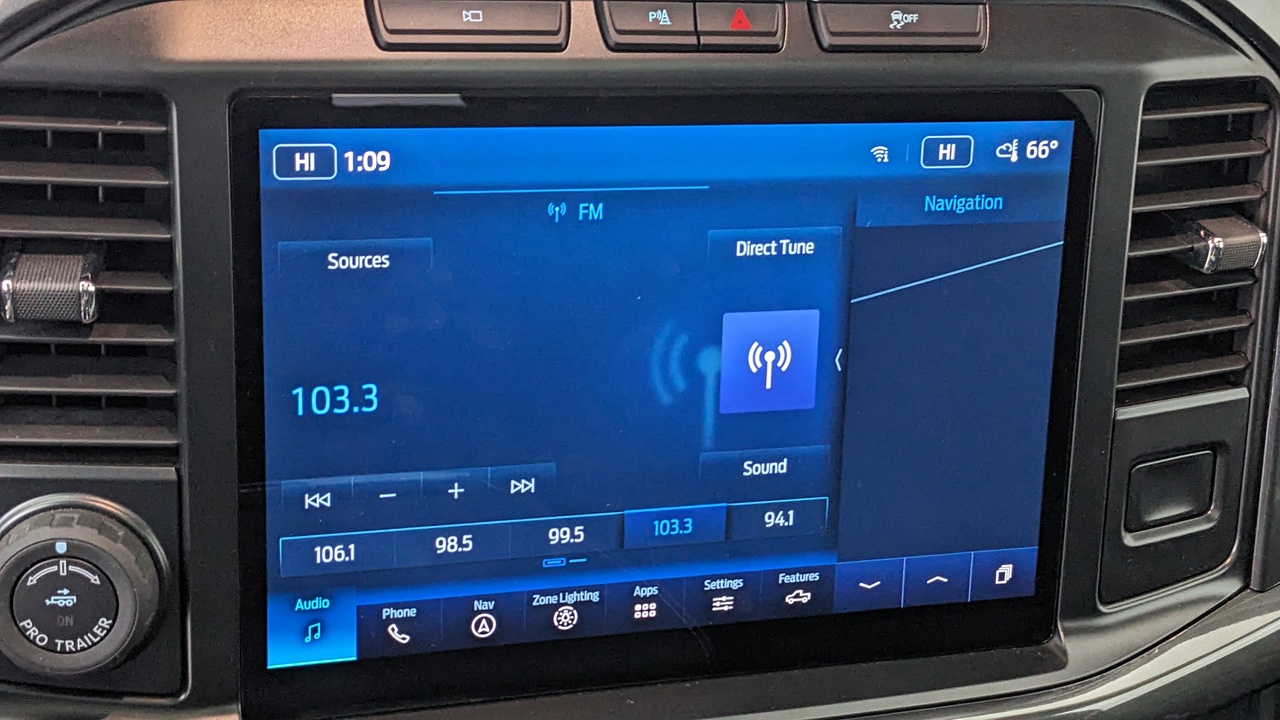 P
OFF
HI 1:09
HI 66°
FM
Navigation
Sources
Direct Tune
103.3
Sound
106.1 98.5 99.5 103.3 94.1
Audio Phone Nav Zone Lighting Apps Settings Features
ON
PRO TRAILER